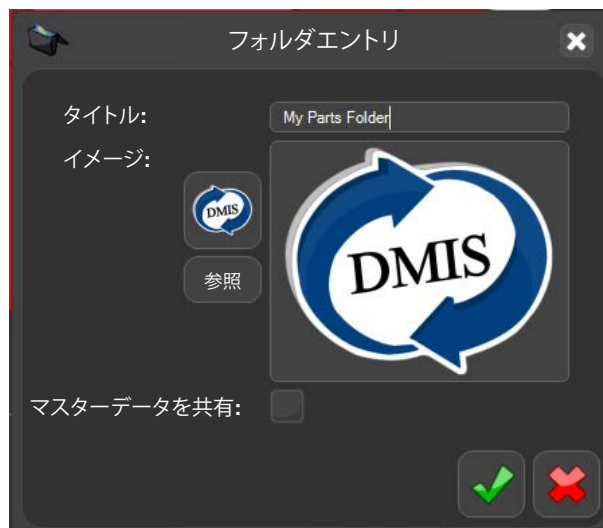 フォルダエントリ
タイトル:
My Parts Folder
イメージ:
DMIS
DMIS
参照
マスターデータを共有: